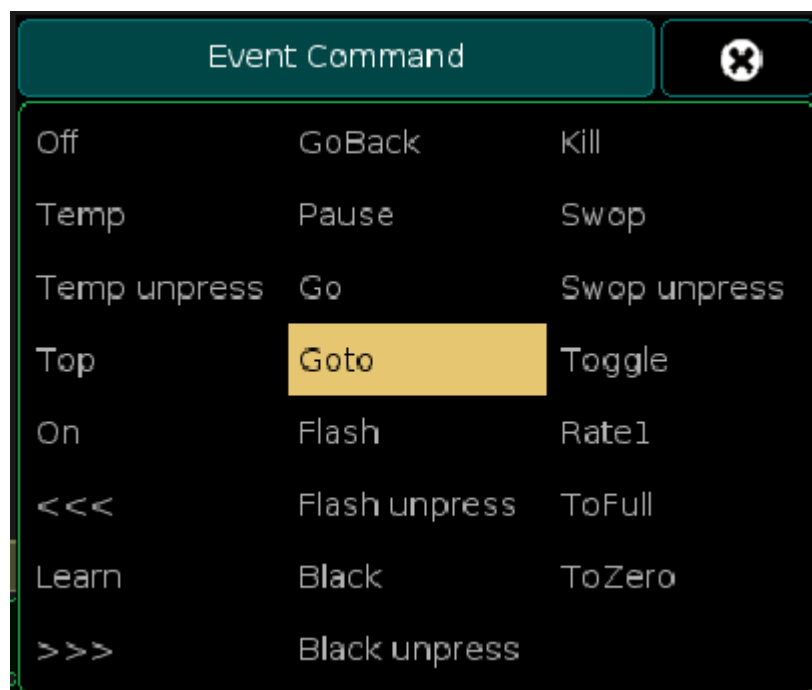 Event Command
Off GoBack Kill
Temp Pause Swop
Temp unpress Go Swop unpress
Top Goto Toggle
On Flash Rate1
<<< Flash unpress ToFull
Learn Black ToZero
>>> Black unpress